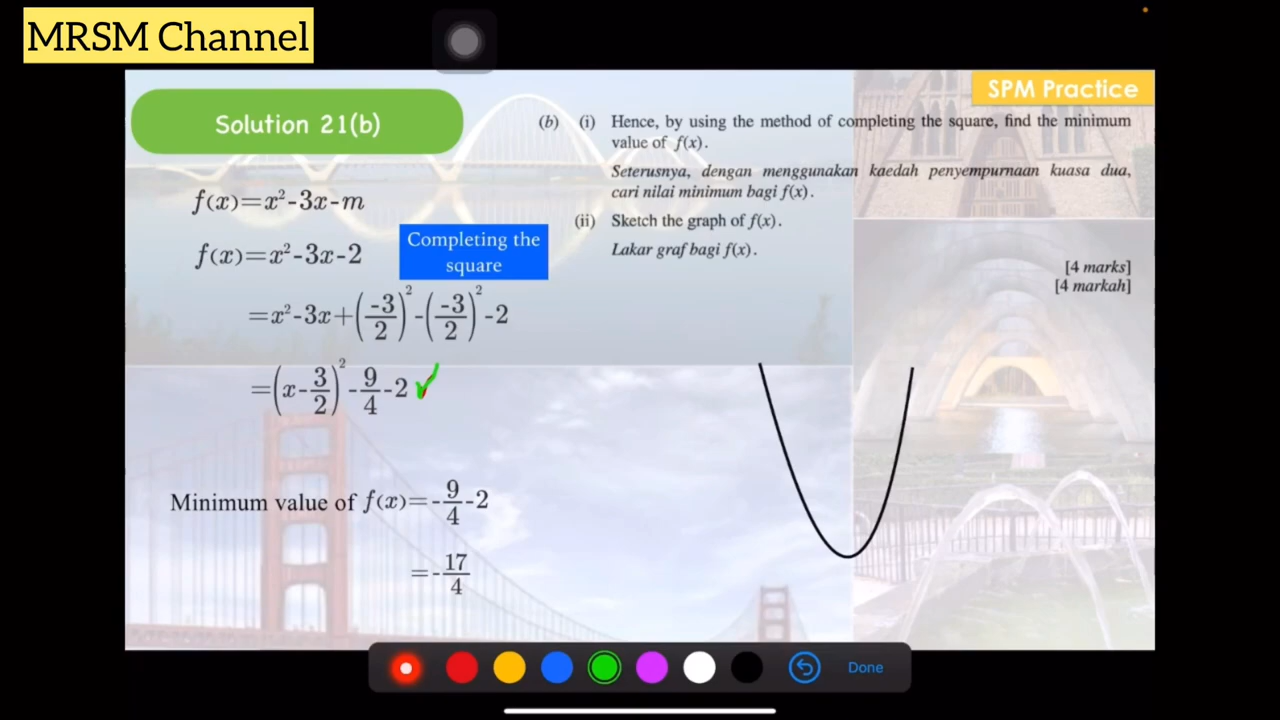 MRSM Channel
SPM Practice
Solution 21(b)
(b) (i) Hence, by using the method of completing the square, find the minimum
value of f(x).
Seterusnya, dengan menggunakan kaedah penyempurnaan kuasa dua,
cari nilai minimum bagi f(x).
(ii) Sketch the graph of f(x).
Lakar graf bagi f(x).
[4 marks]
[4 markah]
f(x)=x²-3x-m
f(x)=x²-3x-2
Completing the
square
=x²-3x+(-3/2)²-(-3/2)²-2
=(x-3/2)²-9/4-2
Minimum value of f(x)=-9/4-2
=-17/4
Done